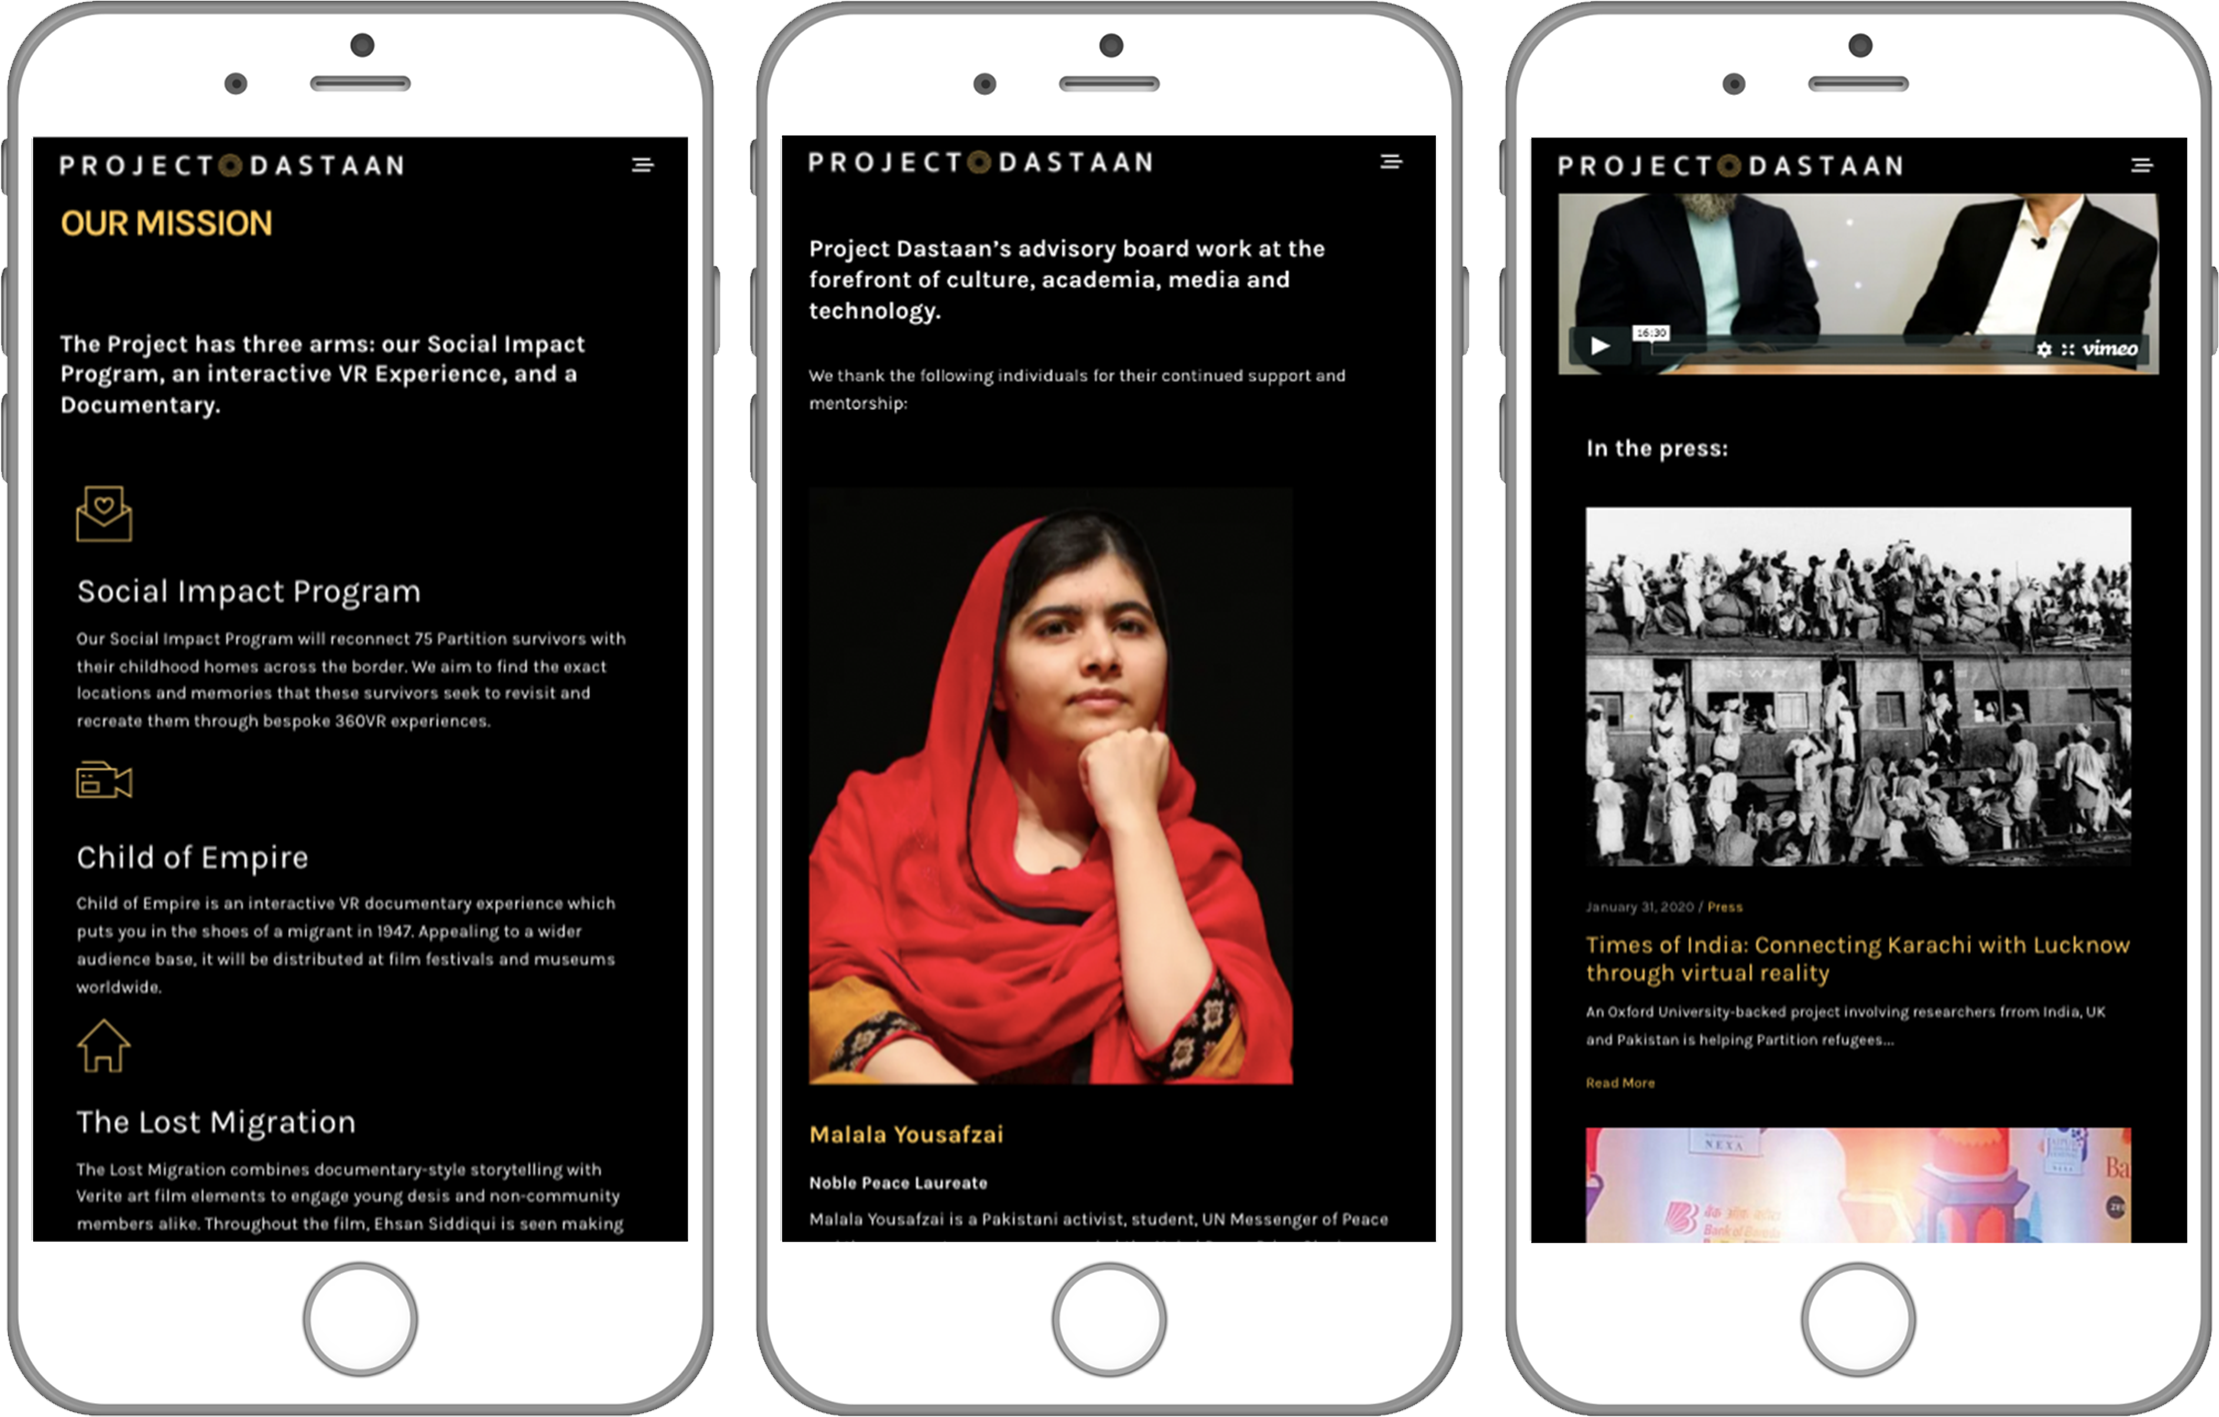 PROJECT DASTAAN
OUR MISSION
The Project has three arms: our Social Impact
Program, an interactive VR Experience, and a
Documentary.
Social Impact Program
Our Social Impact Program will reconnect 75 Partition survivors with
their childhood homes across the border. We aim to find the exact
locations and memories that these survivors seek to revisit and
recreate them through bespoke 360VR experiences.
Child of Empire
Child of Empire is an interactive VR documentary experience which
puts you in the shoes of a migrant in 1947. Appealing to a wider
audience base, it will be distributed at film festivals and museums
worldwide.
The Lost Migration
The Lost Migration combines documentary-style storytelling with
Verite art film elements to engage young desis and non-community
members alike. Throughout the film, Ehsan Siddiqui is seen making
PROJECT DASTAAN
Project Dastaan’s advisory board work at the
forefront of culture, academia, media and
technology.
We thank the following individuals for their continued support and
mentorship:
Malala Yousafzai
Noble Peace Laureate
Malala Yousafzai is a Pakistani activist, student, UN Messenger of Peace
PROJECT DASTAAN
16:30
vimeo
In the press:
January 31, 2020 / Press
Times of India: Connecting Karachi with Lucknow
through virtual reality
An Oxford University-backed project involving researchers frrom India, UK
and Pakistan is helping Partition refugees...
Read More
NEXA
Ba
Bank of Baroda